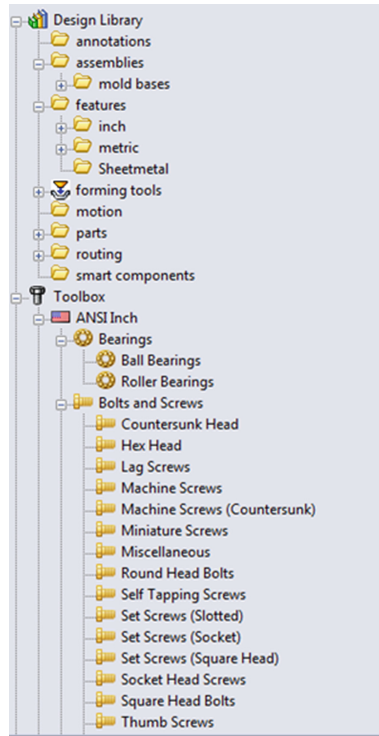 Design Library
annotations
assemblies
mold bases
features
inch
metric
Sheetmetal
forming tools
motion
parts
routing
smart components
Toolbox
ANSI Inch
Bearings
Ball Bearings
Roller Bearings
Bolts and Screws
Countersunk Head
Hex Head
Lag Screws
Machine Screws
Machine Screws (Countersunk)
Miniature Screws
Miscellaneous
Round Head Bolts
Self Tapping Screws
Set Screws (Slotted)
Set Screws (Socket)
Set Screws (Square Head)
Socket Head Screws
Square Head Bolts
Thumb Screws